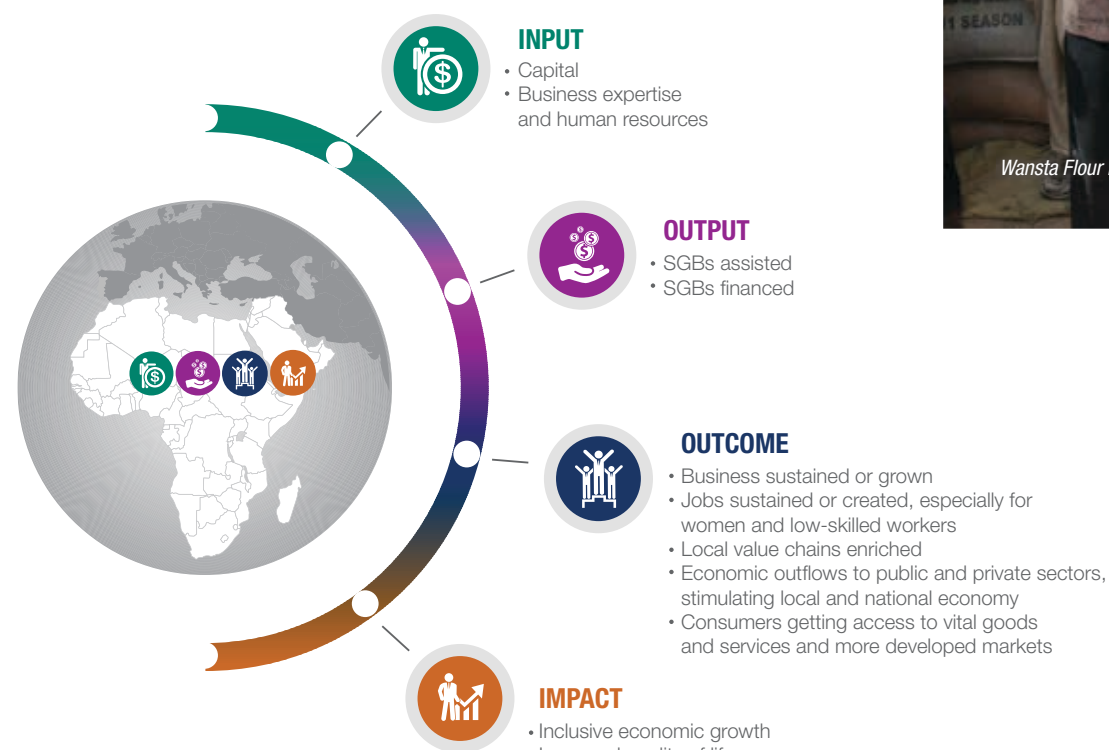 1 SEASON
Wansta Flour
INPUT
• Capital
• Business expertise
and human resources
OUTPUT
• SGBs assisted
• SGBs financed
OUTCOME
• Business sustained or grown
• Jobs sustained or created, especially for
women and low-skilled workers
• Local value chains enriched
• Economic outflows to public and private sectors,
stimulating local and national economy
• Consumers getting access to vital goods
and services and more developed markets
IMPACT
• Inclusive economic growth